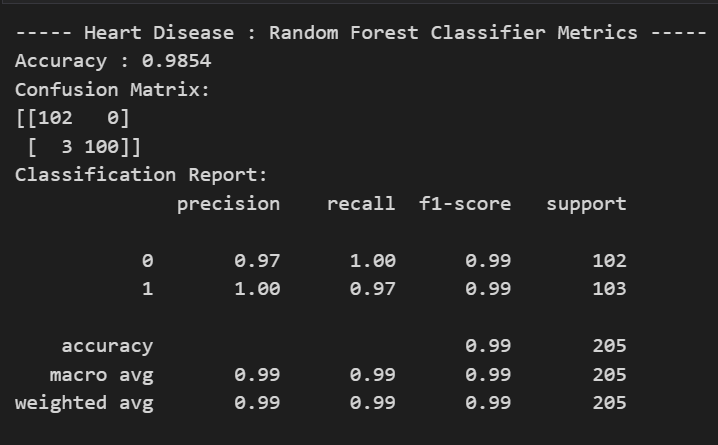 ----- Heart Disease : Random Forest Classifier Metrics -----
Accuracy : 0.9854
Confusion Matrix:
[[102   0]
 [  3 100]]
Classification Report:
              precision    recall  f1-score   support

           0       0.97      1.00      0.99       102
           1       1.00      0.97      0.99       103

    accuracy                           0.99       205
   macro avg       0.99      0.99      0.99       205
weighted avg       0.99      0.99      0.99       205